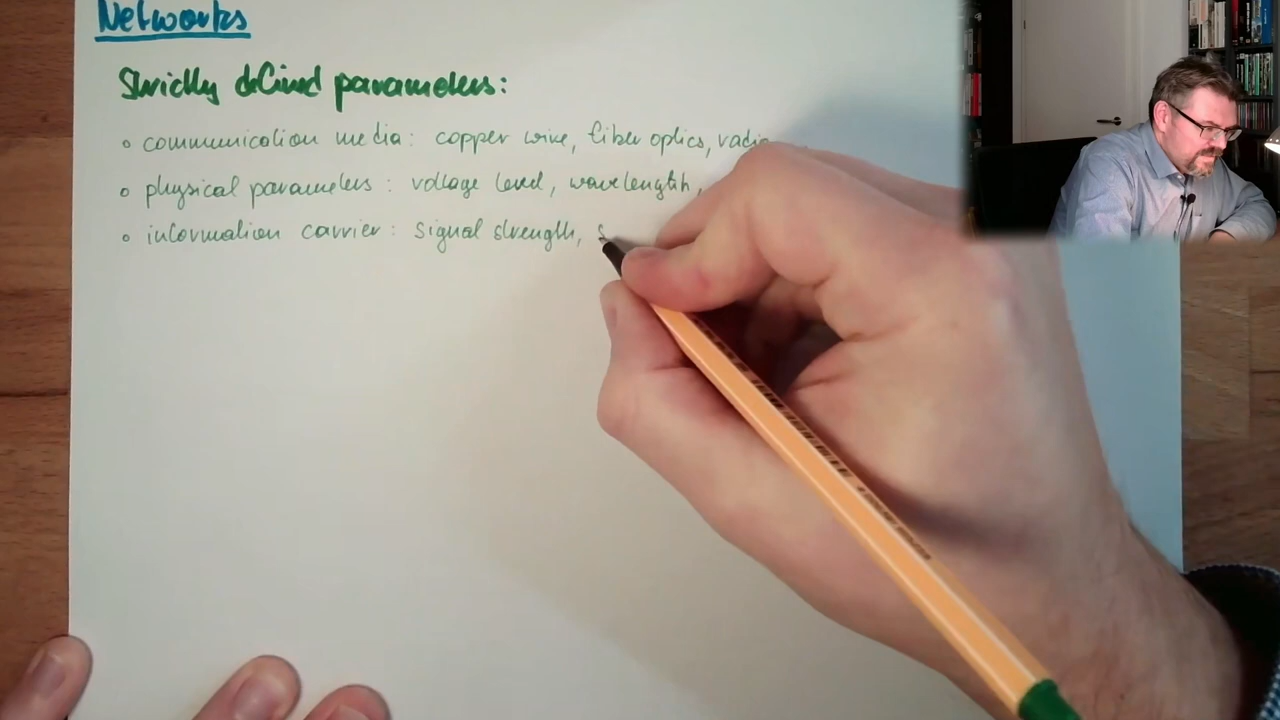 Networks
Strictly defined parameters:
• communication media: copper wire, fiber optics, radio
• physical parameters: voltage level, wavelength,
• information carrier: signal strength, s